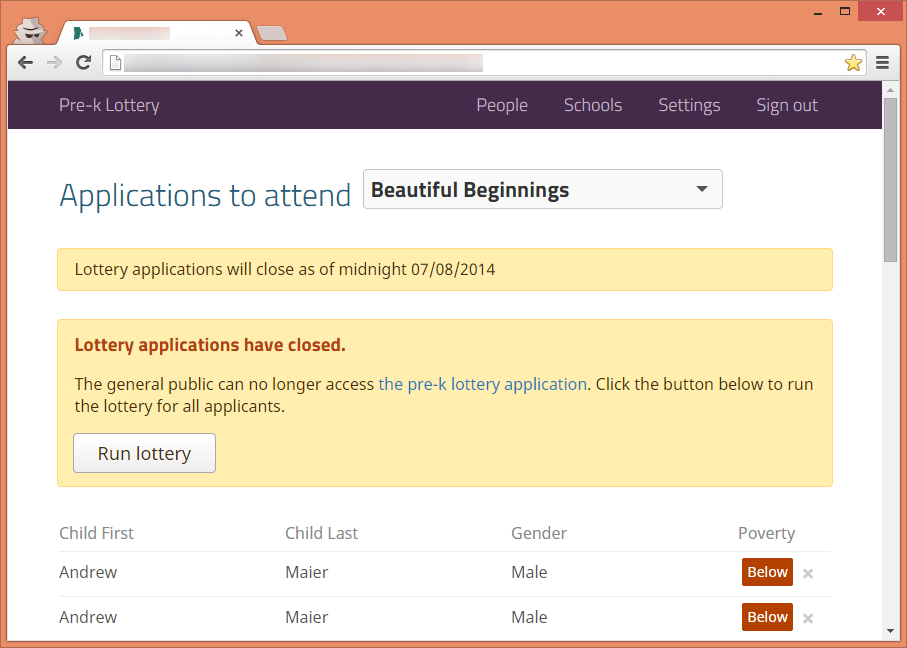 Pre-k Lottery People Schools Settings Sign out
Applications to attend Beautiful Beginnings
Lottery applications will close as of midnight 07/08/2014
Lottery applications have closed.
The general public can no longer access the pre-k lottery application. Click the button below to run
the lottery for all applicants.
Run lottery
Child First Child Last Gender Poverty
Andrew Maier Male Below
Andrew Maier Male Below